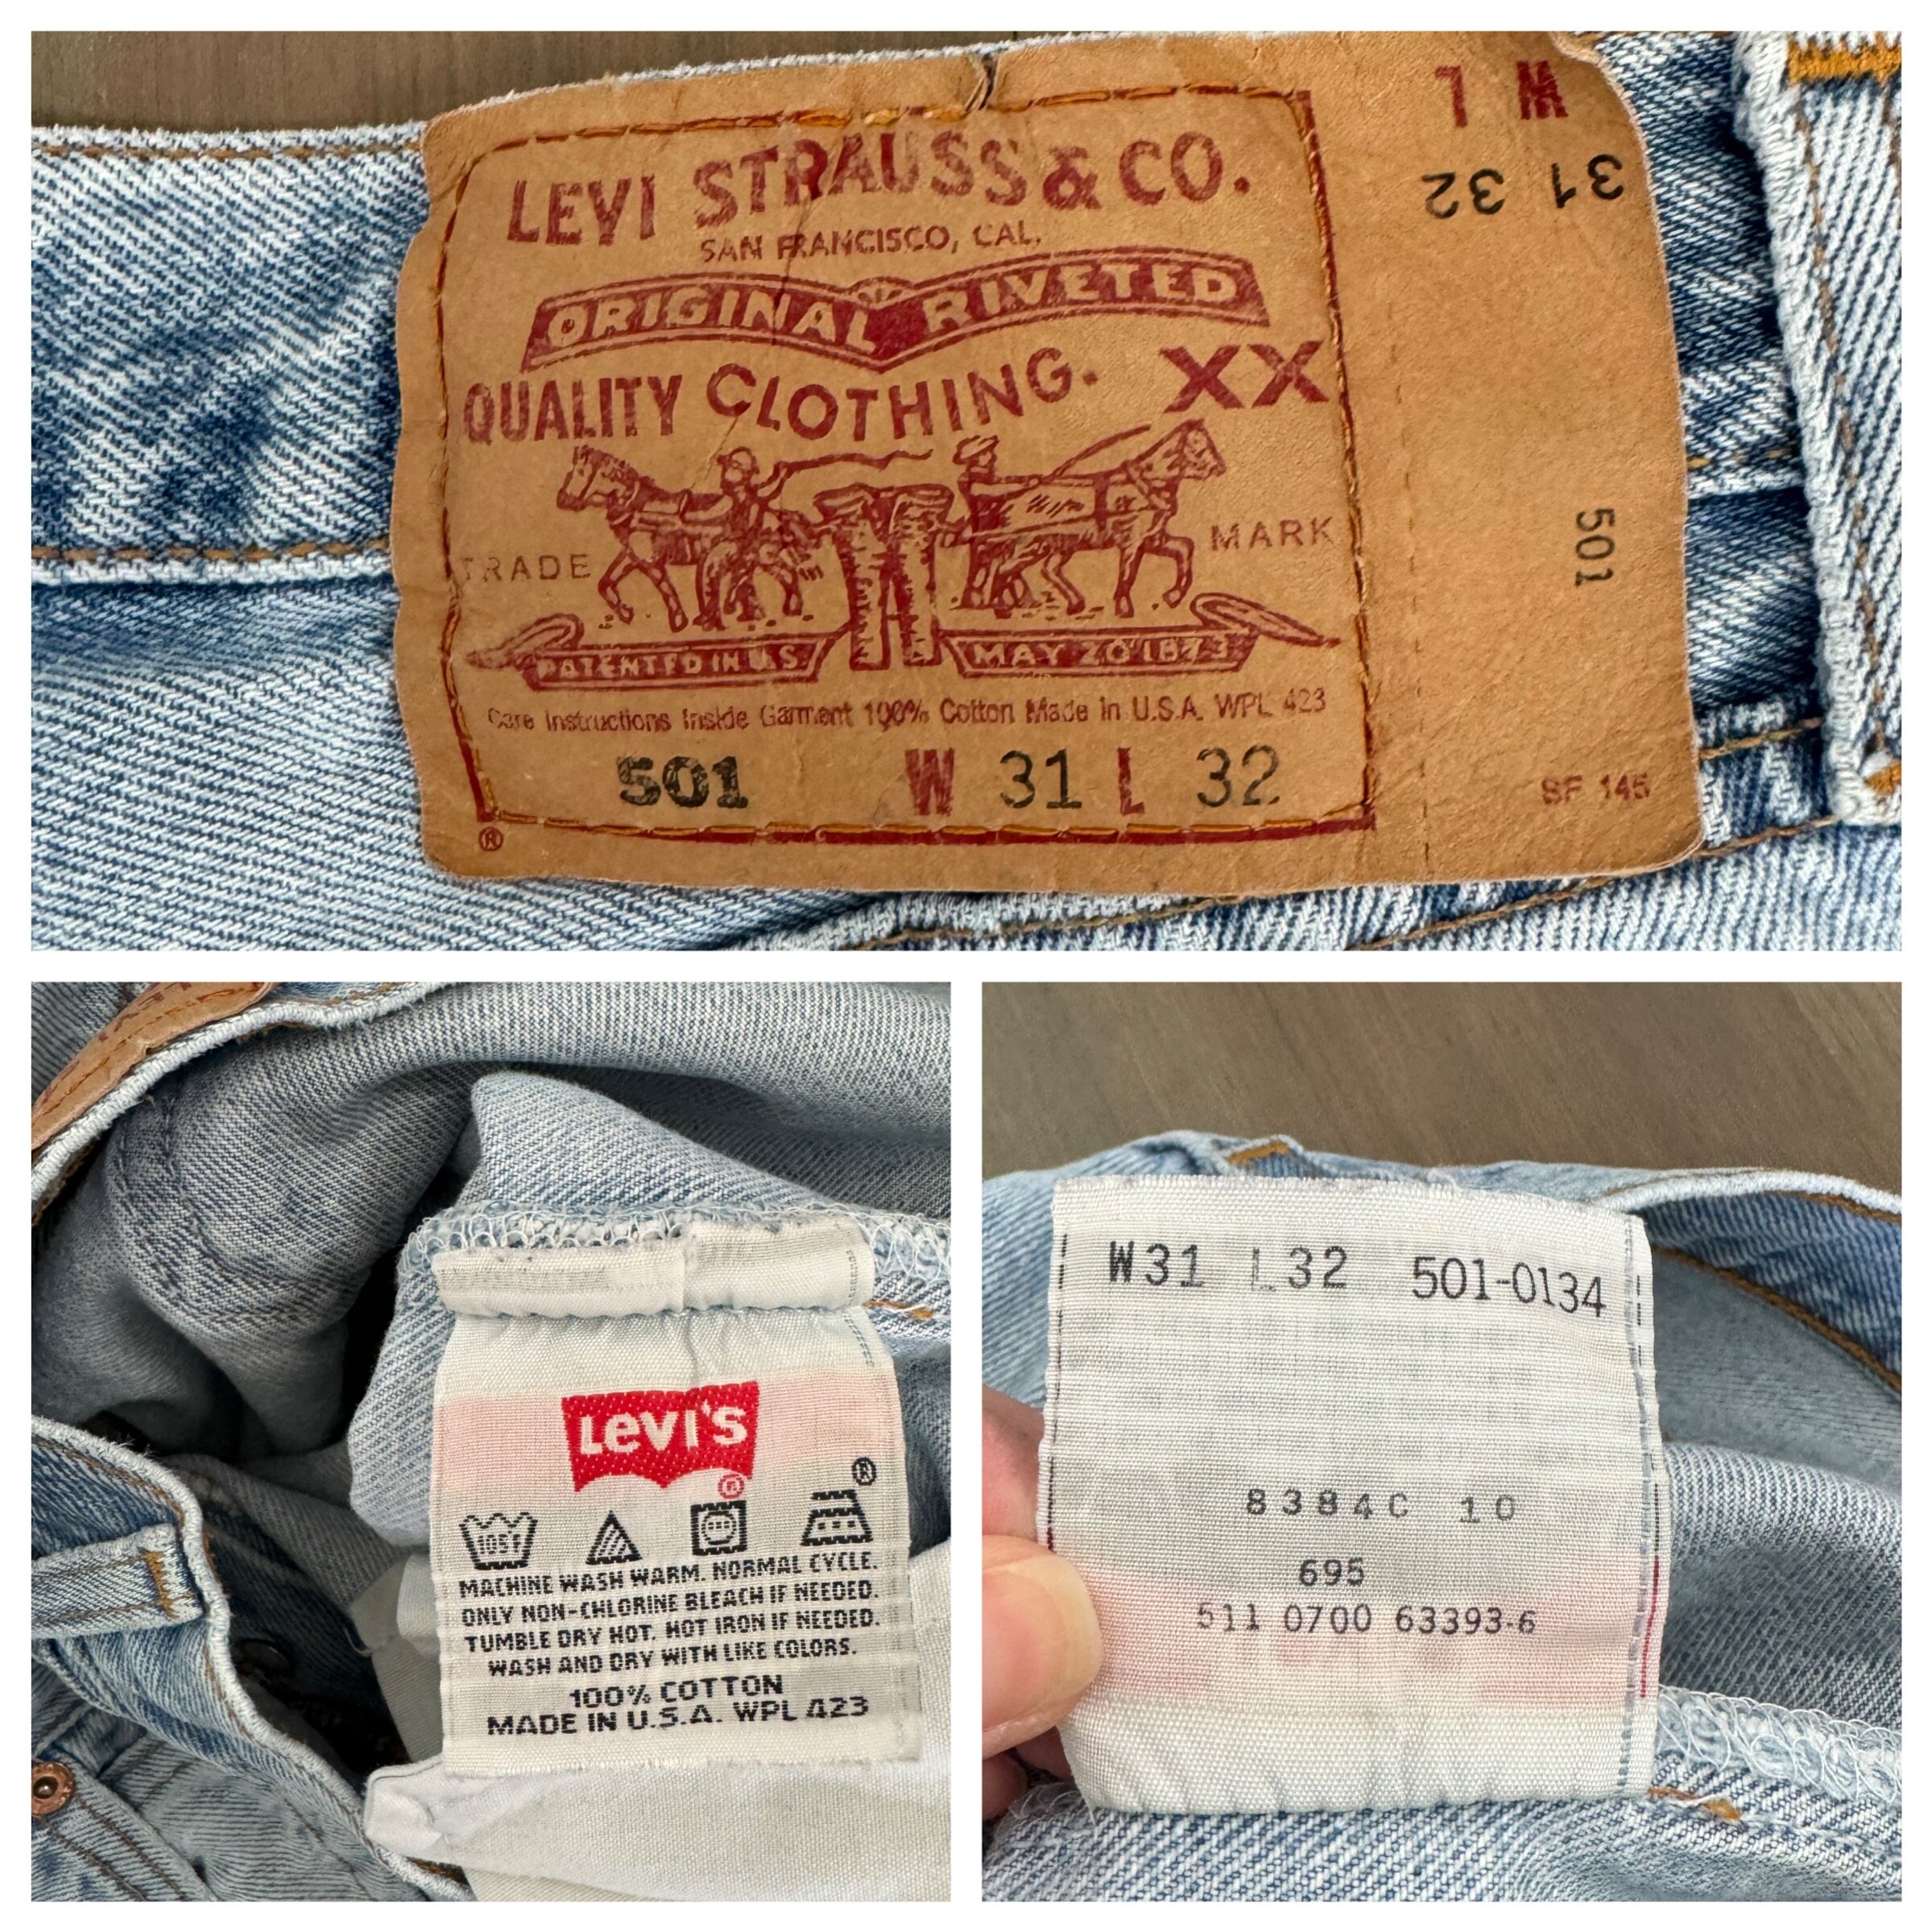 LEVI STRAUSS & CO.
SAN FRANCISCO, CAL.
ORIGINAL RIVETED
QUALITY CLOTHING. XX
TRADE MARK
PATENTED IN U.S. MAY 20 1873
Care Instructions Inside Garment 100% Cotton Made in U.S.A. WPL 423
501 W 31 L 32
®
W L
31 32
501
SF 145
LEVI'S
®
®
105F
MACHINE WASH WARM. NORMAL CYCLE.
ONLY NON-CHLORINE BLEACH IF NEEDED.
TUMBLE DRY HOT. HOT IRON IF NEEDED.
WASH AND DRY WITH LIKE COLORS.
100% COTTON
MADE IN U.S.A. WPL 423
W31 L32 501-0134
8384C 10
695
511 0700 63393-6